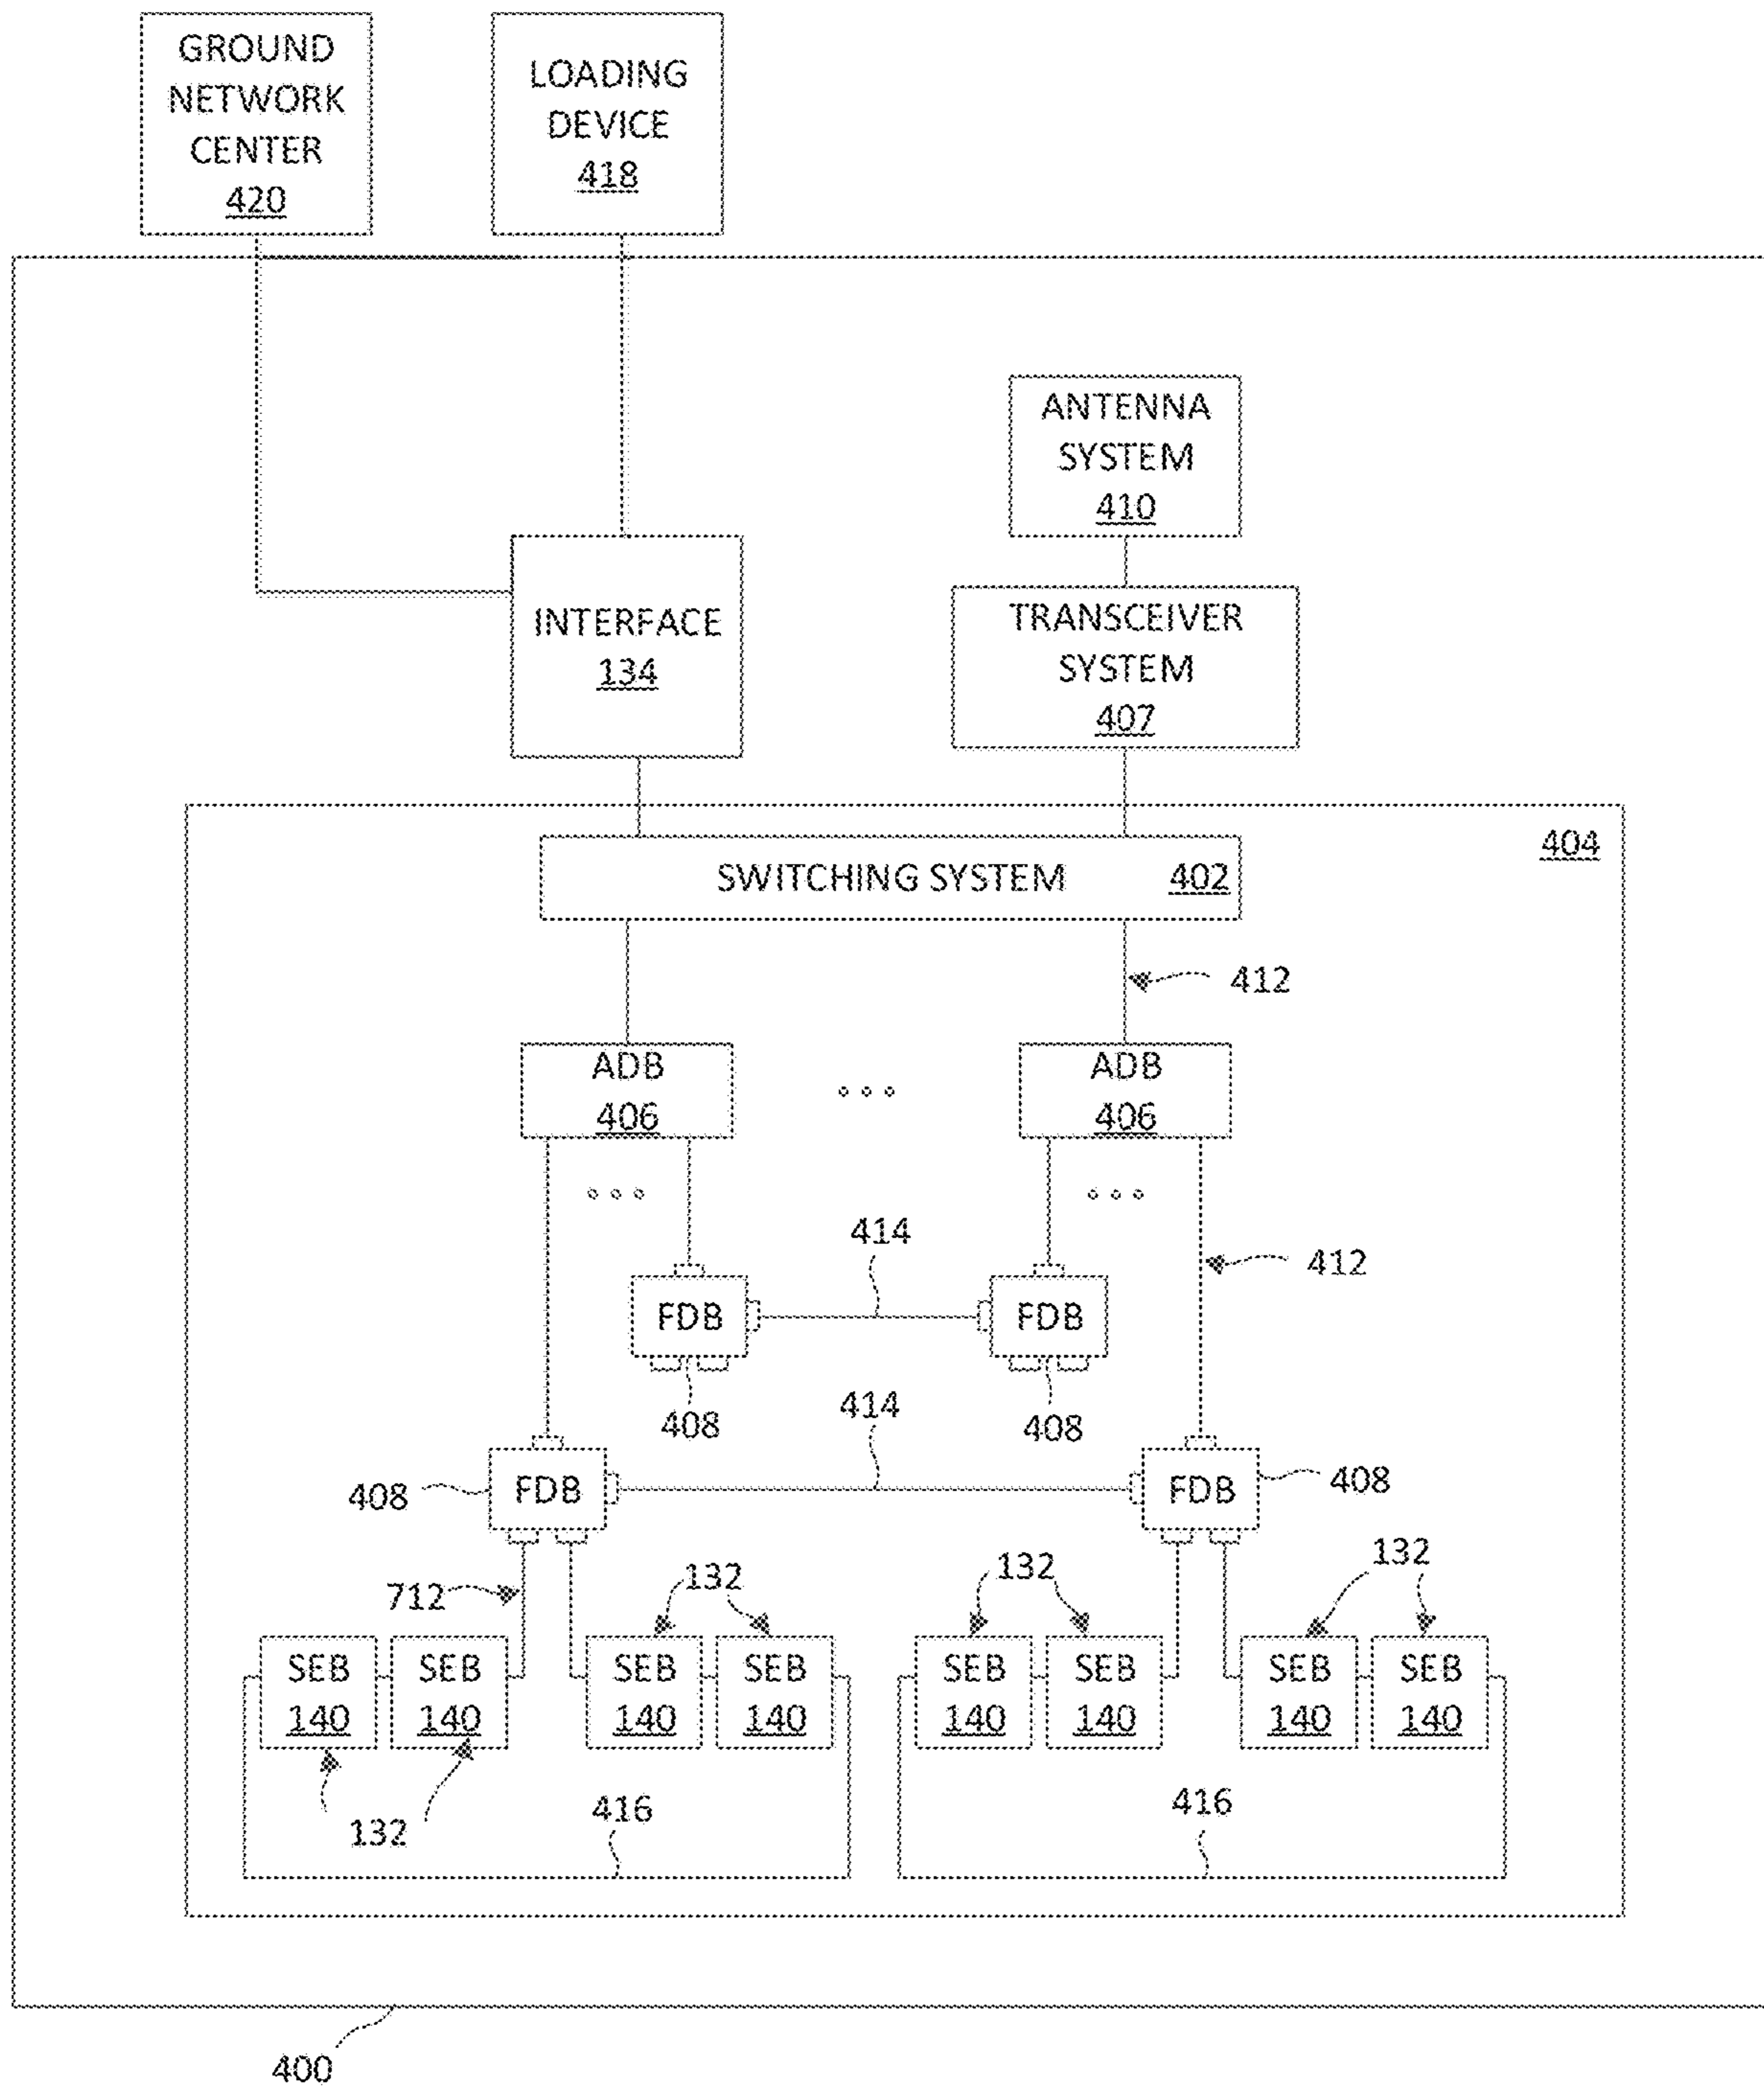 GROUND
NETWORK
CENTER
420
LOADING
DEVICE
418
ANTENNA
SYSTEM
410
INTERFACE
134
TRANSCEIVER
SYSTEM
407
404
SWITCHING SYSTEM 402
412
ADB
406
ADB
406
414
412
FDB
FDB
408
408
414
408
FDB
FDB
408
712
132
132
132
SEB
140
SEB
140
SEB
140
SEB
140
SEB
140
SEB
140
SEB
140
SEB
140
132
416
416
400